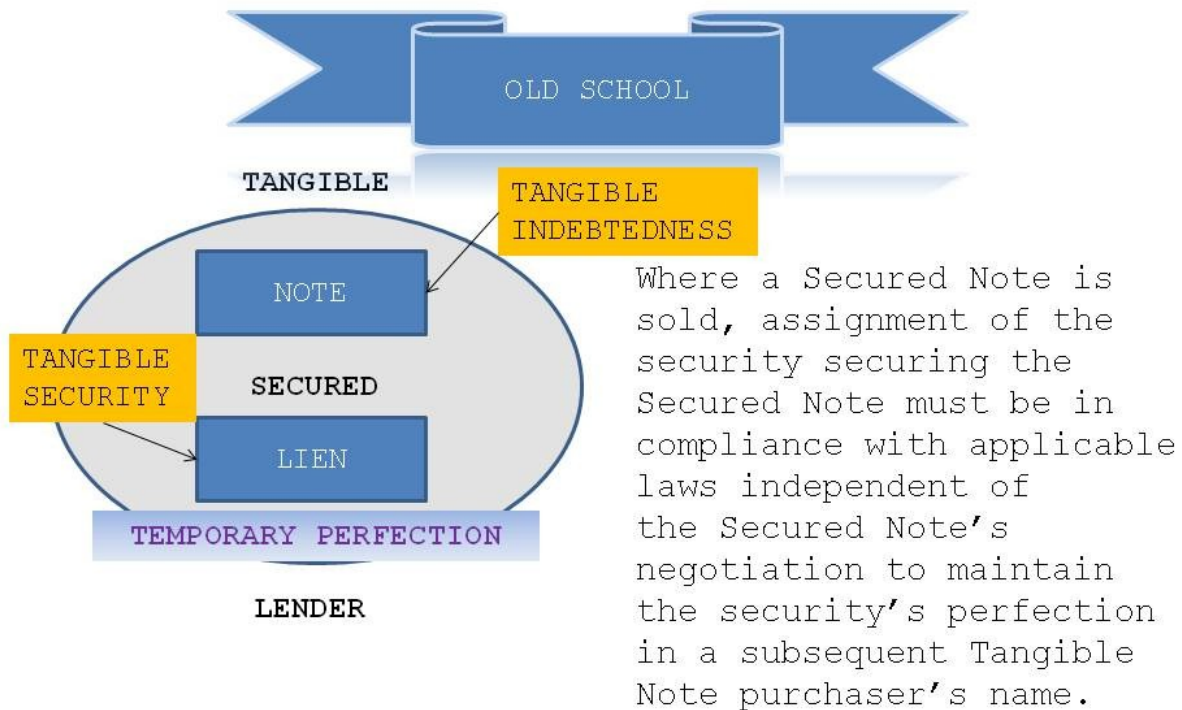 OLD SCHOOL
TANGIBLE
TANGIBLE
INDEBTEDNESS
NOTE
TANGIBLE
SECURITY
SECURED
LIEN
TEMPORARY PERFECTION
LENDER
Where a Secured Note is
sold, assignment of the
security securing the
Secured Note must be in
compliance with applicable
laws independent of
the Secured Note’s
negotiation to maintain
the security’s perfection
in a subsequent Tangible
Note purchaser’s name.